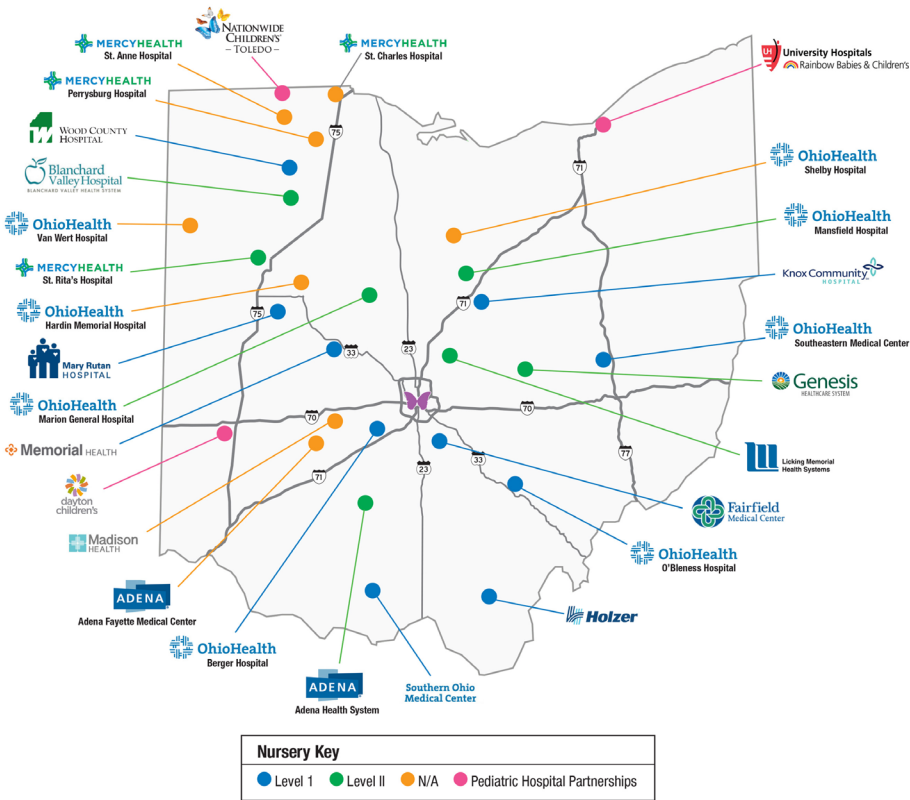 NATIONWIDE
CHILDREN'S
– TOLEDO –
MERCYHEALTH
St. Anne Hospital
MERCYHEALTH
St. Charles Hospital
MERCYHEALTH
Perrysburg Hospital
WOOD COUNTY
HOSPITAL
Blanchard
Valley Hospital
BLANCHARD VALLEY HEALTH SYSTEM
OhioHealth
Van Wert Hospital
MERCYHEALTH
St. Rita's Hospital
OhioHealth
Hardin Memorial Hospital
Mary Rutan
HOSPITAL
OhioHealth
Marion General Hospital
Memorial HEALTH
dayton
children's
Madison
HEALTH
ADENA
Adena Fayette Medical Center
OhioHealth
Berger Hospital
ADENA
Adena Health System
Southern Ohio
Medical Center
Holzer
OhioHealth
O'Bleness Hospital
Fairfield
Medical Center
Licking Memorial
Health Systems
Genesis
HEALTHCARE SYSTEM
OhioHealth
Southeastern Medical Center
Knox Community
HOSPITAL
OhioHealth
Mansfield Hospital
OhioHealth
Shelby Hospital
UH
University Hospitals
Rainbow Babies & Children's
75
71
75
71
33
23
70
70
71
23
33
77
Nursery Key
Level 1
Level II
N/A
Pediatric Hospital Partnerships